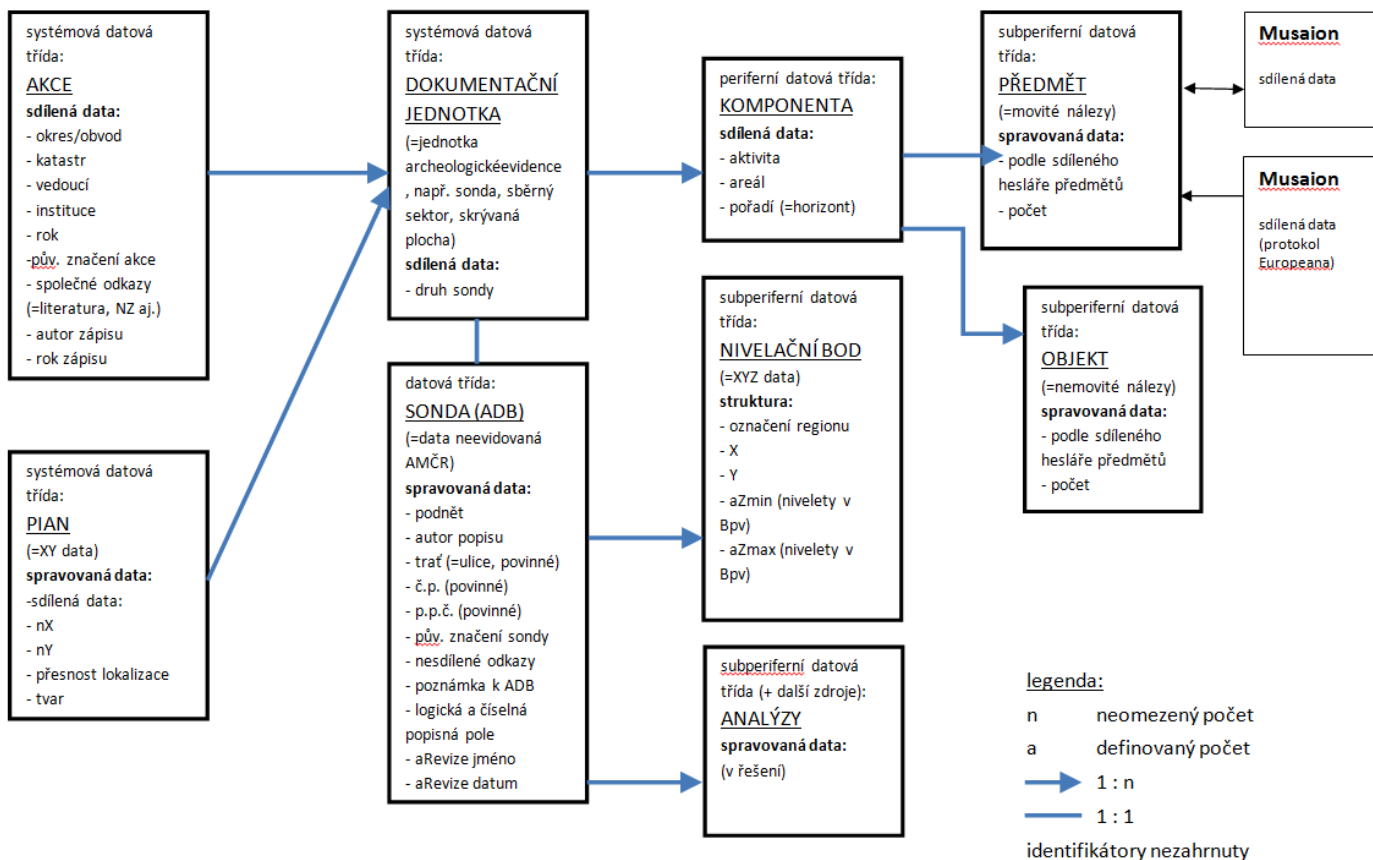 systémová datová
třída:
AKCE
sdílená data:
- okres/obvod
- katastr
- vedoucí
- instituce
- rok
-pův. značení akce
- společné odkazy
(=literatura, NZ aj.)
- autor zápisu
- rok zápisu
systémová datová
třída:
PIAN
(=XY data)
spravovaná data:
-sdílená data:
- nX
- nY
- přesnost lokalizace
- tvar
systémová datová
třída:
DOKUMENTAČNÍ
JEDNOTKA
(=jednotka
archeologickéevidence
, např. sonda, sběrný
sektor, skrývaná
plocha)
sdílená data:
- druh sondy
datová třída:
SONDA (ADB)
(=data neevidovaná
AMČR)
spravovaná data:
- podnět
- autor popisu
- trať (=ulice, povinné)
- č.p. (povinné)
- p.p.č. (povinné)
- pův. značení sondy
- nesdílené odkazy
- poznámka k ADB
- logická a číselná
popisná pole
- aRevize jméno
- aRevize datum
periferní datová třída:
KOMPONENTA
sdílená data:
- aktivita
- areál
- pořadí (=horizont)
subperiferní datová
třída:
NIVELAČNÍ BOD
(=XYZ data)
struktura:
- označení regionu
- X
- Y
- aZmin (nivelety v
Bpv)
- aZmax (nivelety v
Bpv)
subperiferní datová
třída (+ další zdroje):
ANALÝZY
spravovaná data:
(v řešení)
subperiferní datová
třída:
PŘEDMĚT
(=movité nálezy)
spravovaná data:
- podle sdíleného
hesláře předmětů
- počet
subperiferní datová
třída:
OBJEKT
(=nemovité nálezy)
spravovaná data:
- podle sdíleného
hesláře předmětů
- počet
Musaion
sdílená data
Musaion
sdílená data
(protokol
Europeana)
legenda:
n neomezený počet
a definovaný počet
1 : n
1 : 1
identifikátory nezahrnuty